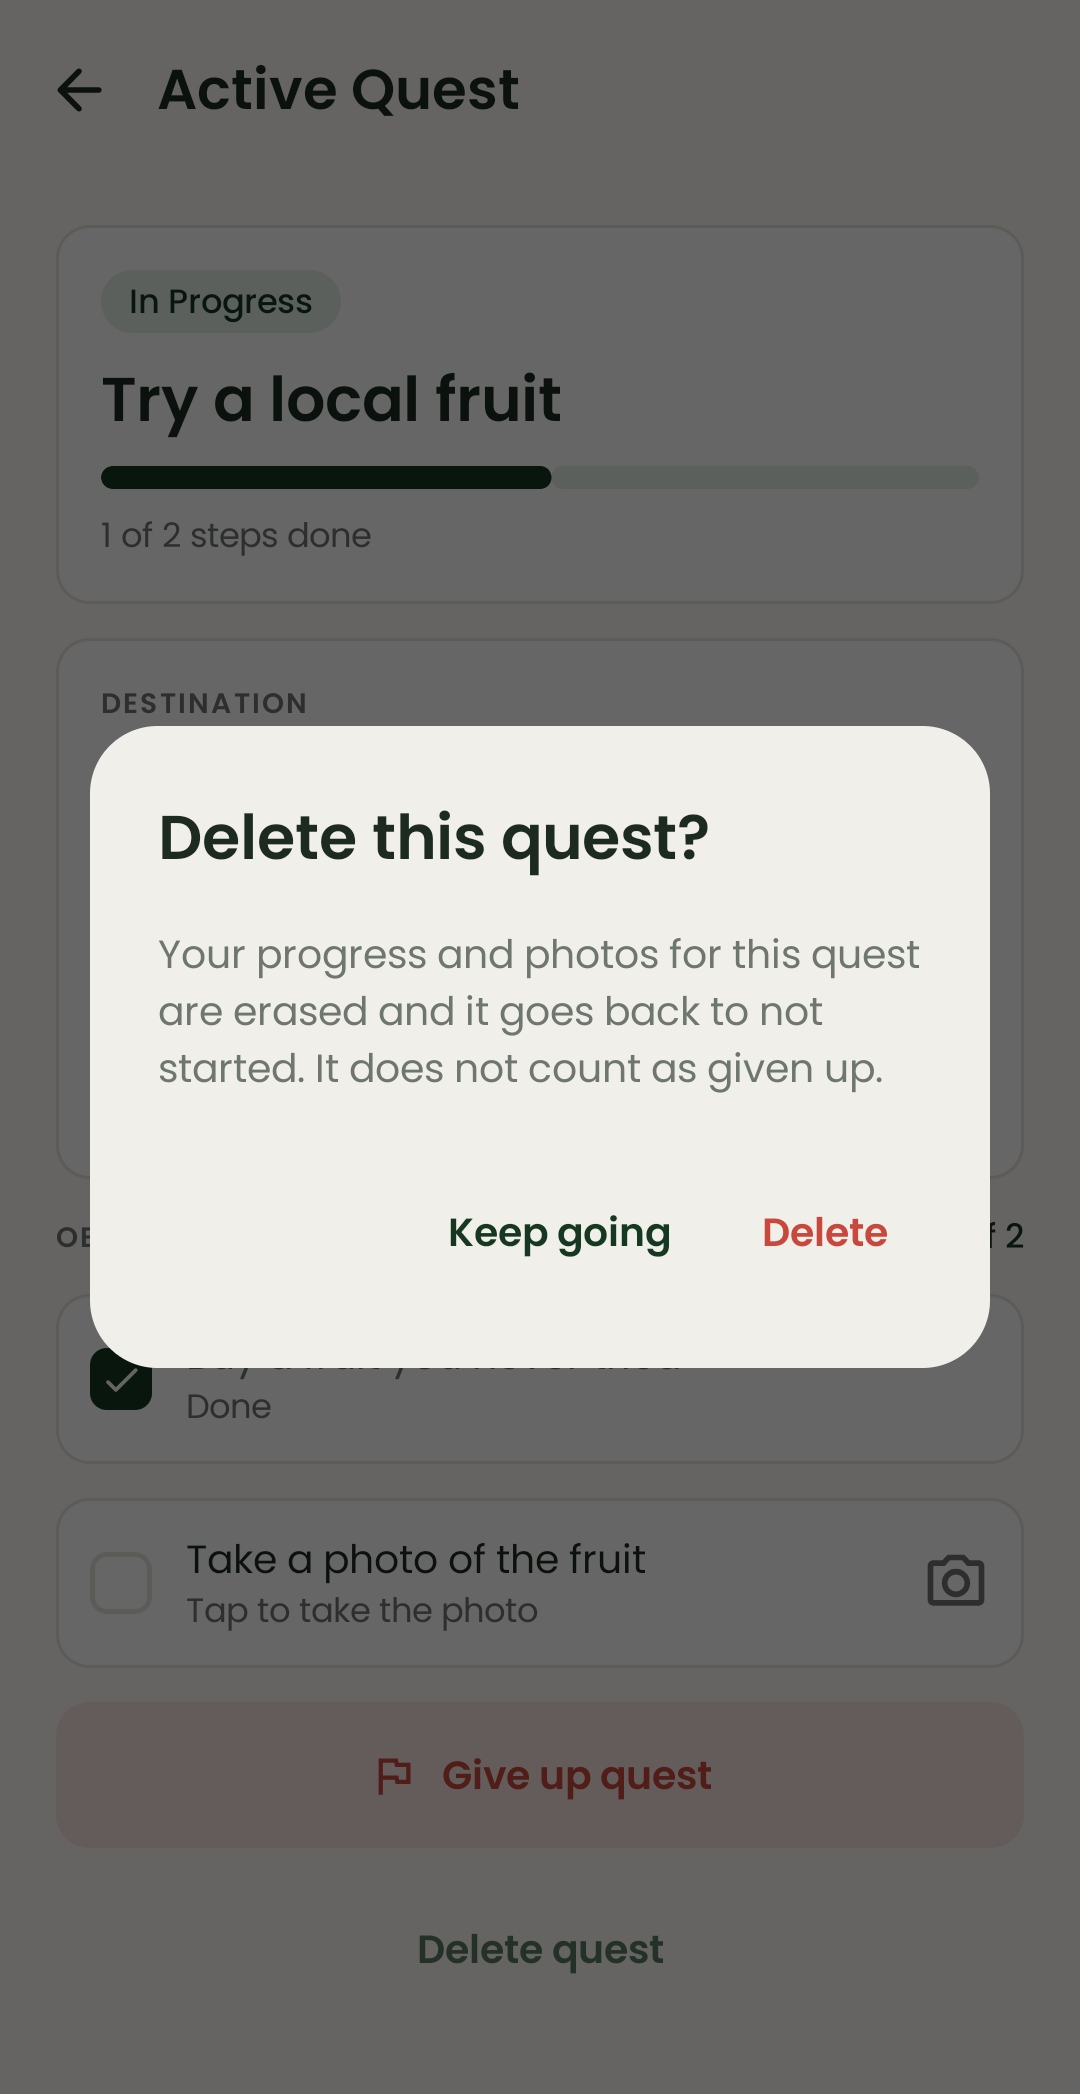 Active Quest
In Progress
Try a local fruit
1 of 2 steps done
DESTINATION
Delete this quest?
Your progress and photos for this quest
are erased and it goes back to not
started. It does not count as given up.
Keep going
Delete
2
Done
Take a photo of the fruit
Tap to take the photo
Give up quest
Delete quest